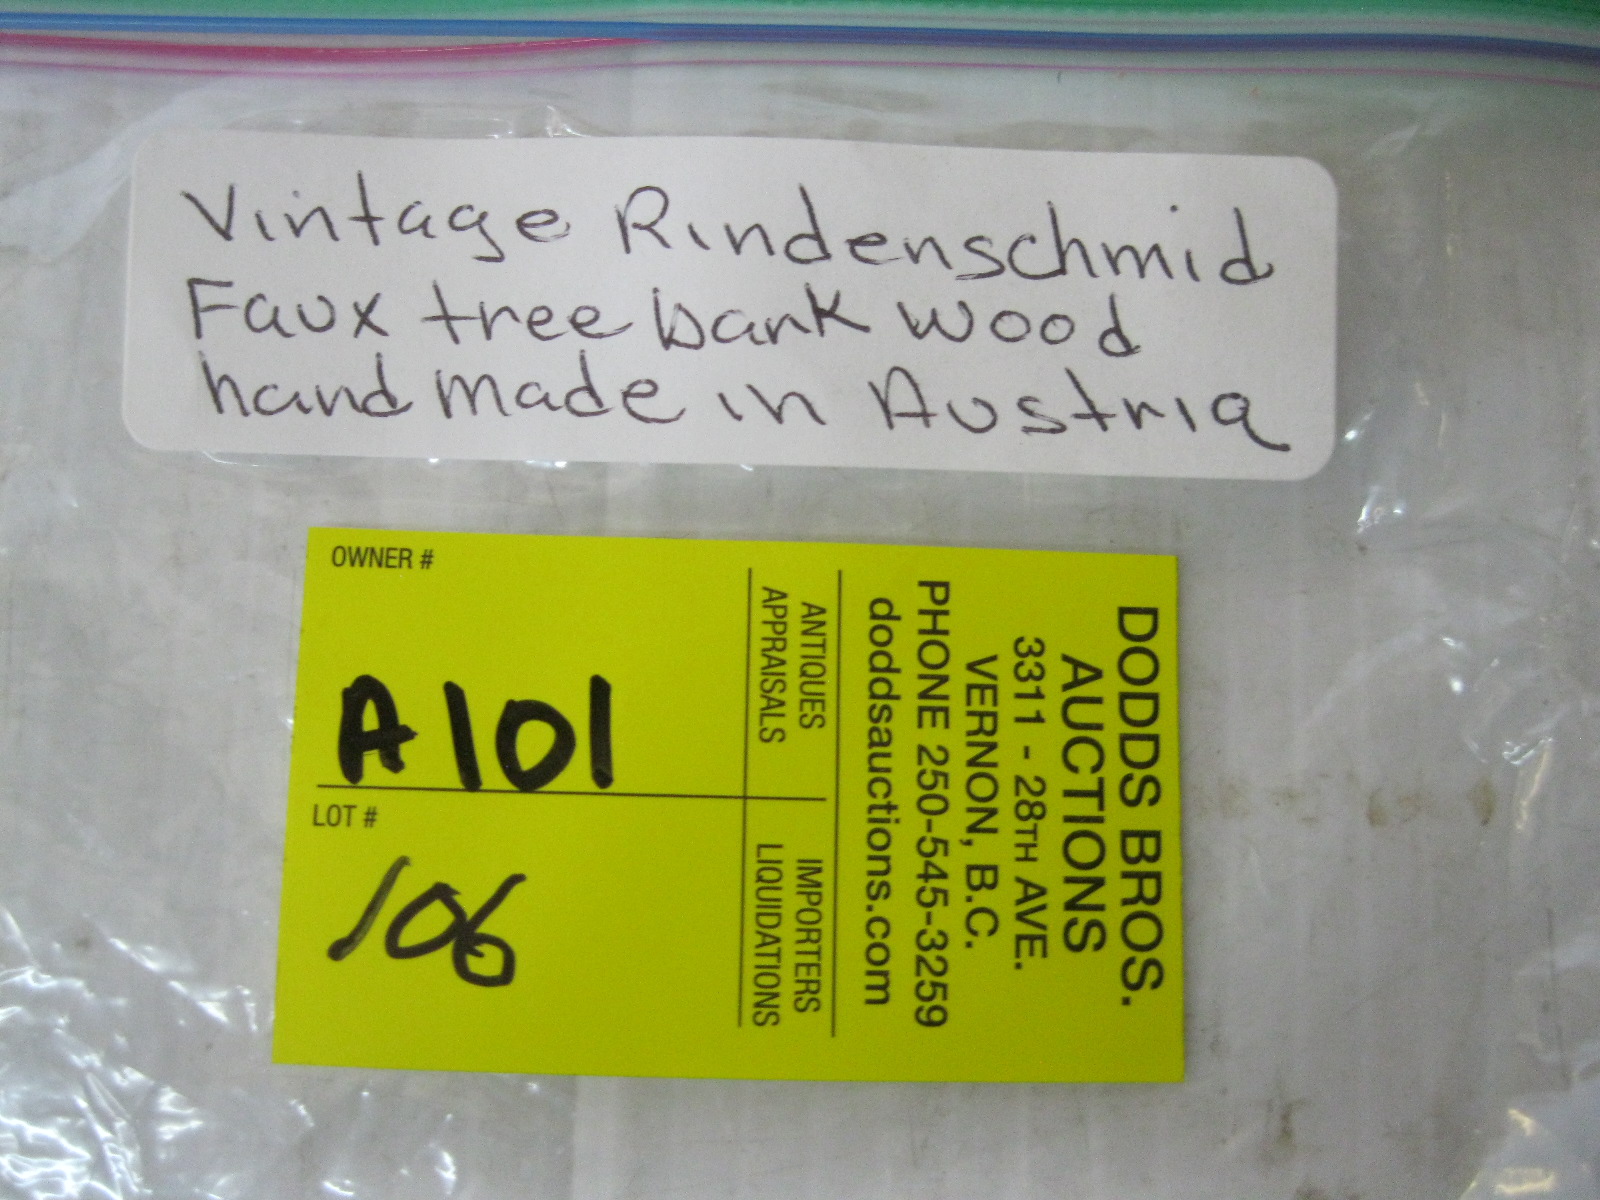 Vintage Rindenschmid
Faux tree bark wood
hand made in Austria
OWNER #
A101
LOT #
106
DODDS BROS.
AUCTIONS
3311 - 28TH AVE.
VERNON, B.C.
PHONE 250-545-3259
doddsauctions.com
ANTIQUES
APPRAISALS
IMPORTERS
LIQUIDATIONS